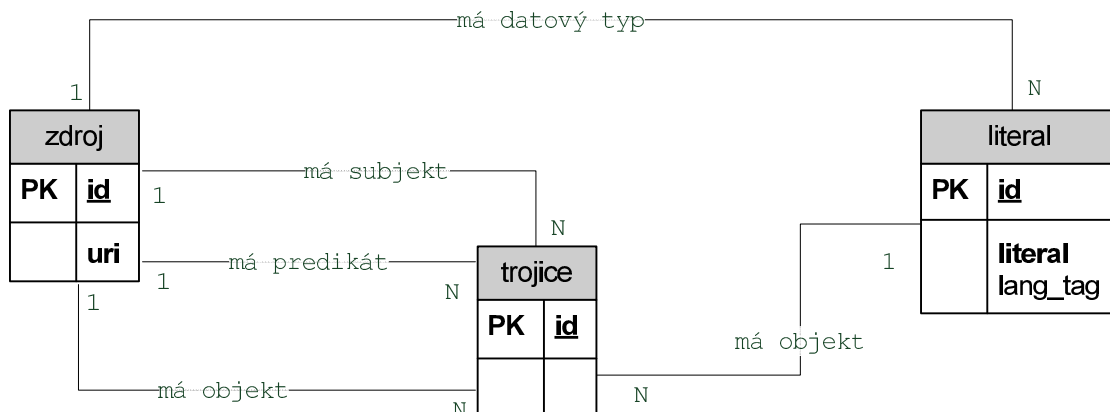 má datový typ
1
N
zdroj
literal
PK id
uri
PK id
literal
lang_tag
má subjekt
1
N
má predikát
1
N
trojice
PK id
1
má objekt
N
1
má objekt
N